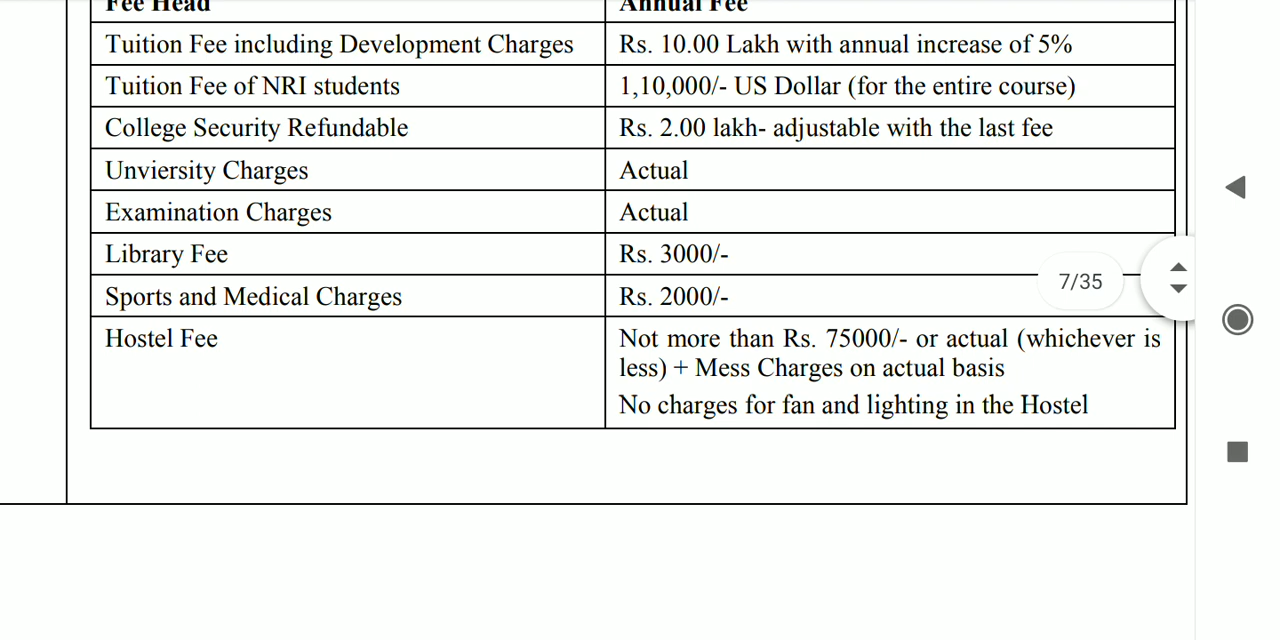 Fee Head Annual Fee
Tuition Fee including Development Charges Rs. 10.00 Lakh with annual increase of 5%
Tuition Fee of NRI students 1,10,000/- US Dollar (for the entire course)
College Security Refundable Rs. 2.00 lakh- adjustable with the last fee
Unviersity Charges Actual
Examination Charges Actual
Library Fee Rs. 3000/-
7/35
Sports and Medical Charges Rs. 2000/-
Hostel Fee Not more than Rs. 75000/- or actual (whichever is
less) + Mess Charges on actual basis
No charges for fan and lighting in the Hostel